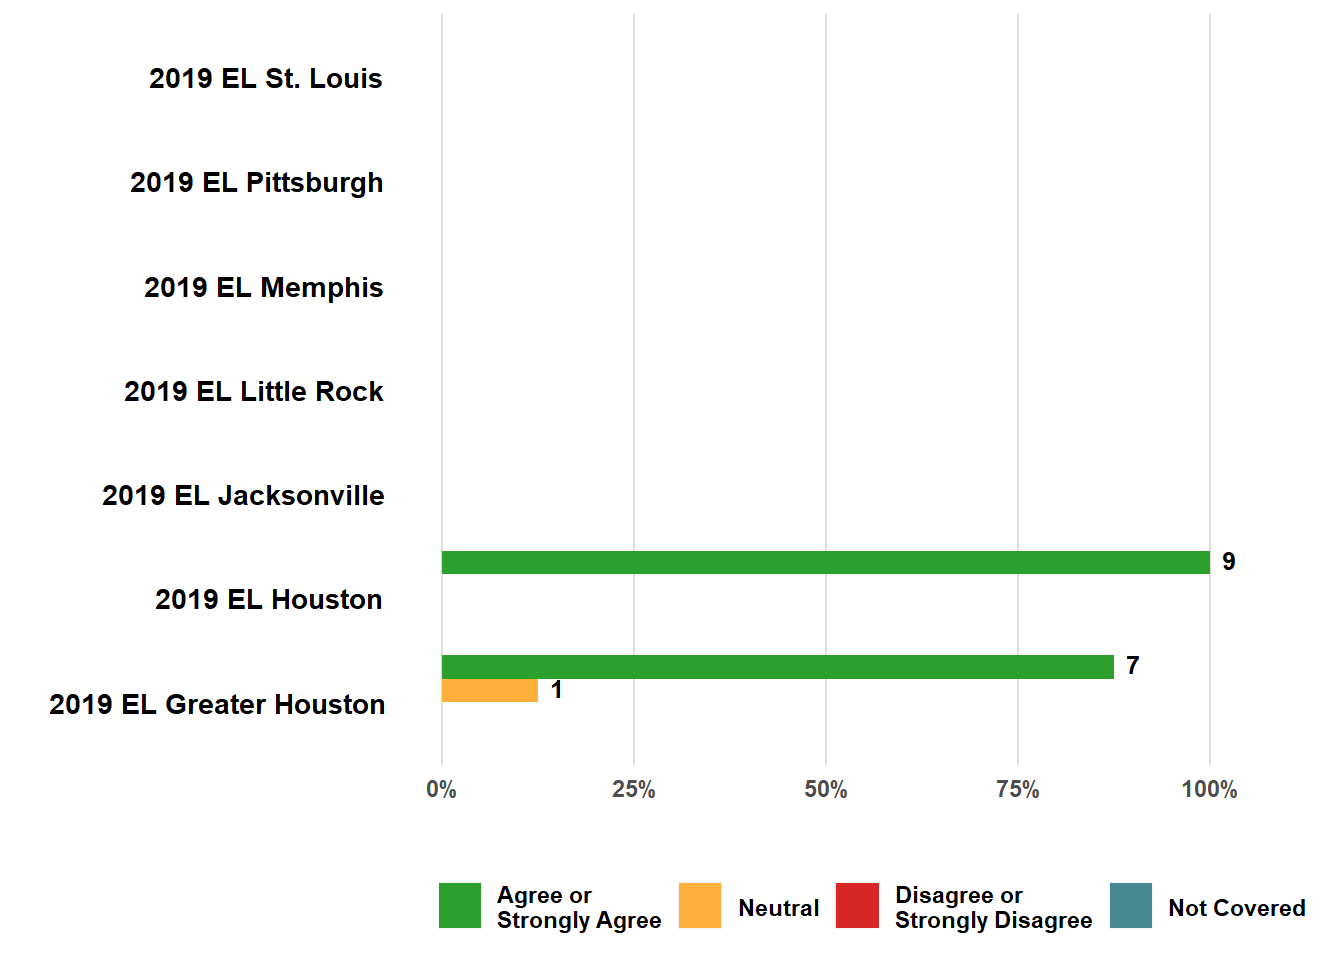 2019 EL St. Louis
2019 EL Pittsburgh
2019 EL Memphis
2019 EL Little Rock
2019 EL Jacksonville
9
2019 EL Houston
7
1
2019 EL Greater Houston
0%
25%
50%
75%
100%
Agree or
Strongly Agree
Neutral
Disagree or
Strongly Disagree
Not Covered